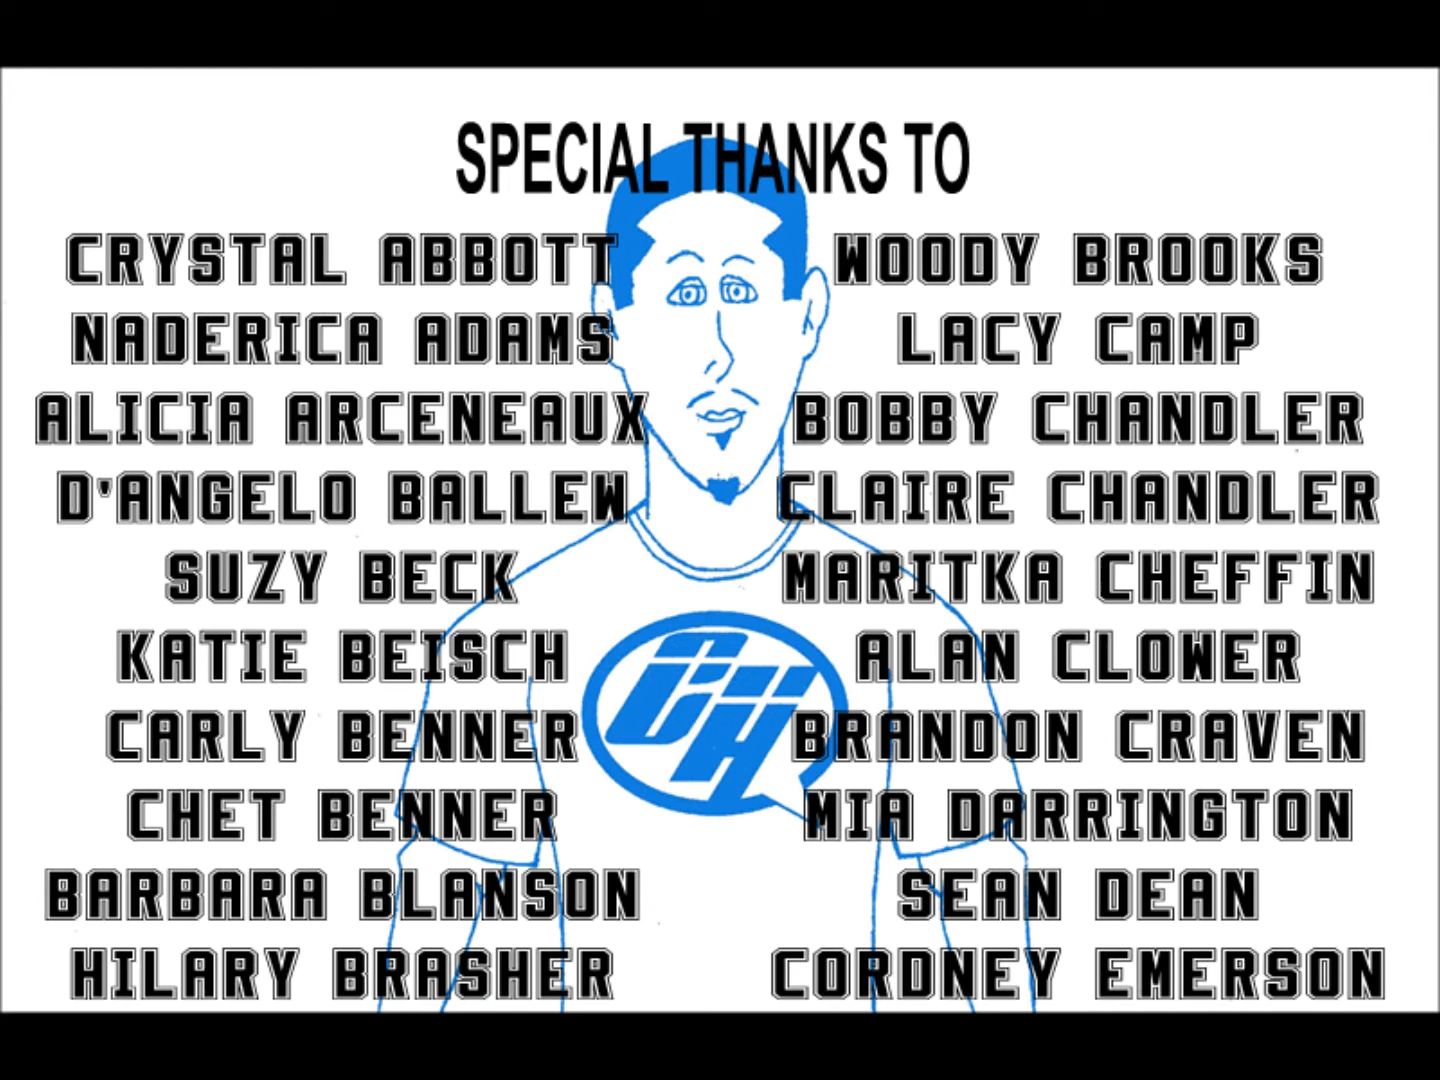 SPECIAL THANKS TO
CRYSTAL ABBOTT
NADERICA ADAMS
ALICIA ARCENEAUX
D'ANGELO BALLEW
SUZY BECK
KATIE BEISCH
CARLY BENNER
CHET BENNER
BARBARA BLANSON
HILARY BRASHER
WOODY BROOKS
LACY CAMP
BOBBY CHANDLER
CLAIRE CHANDLER
MARITKA CHEFFIN
ALAN CLOWER
BRANDON CRAVEN
MIA DARRINGTON
SEAN DEAN
CORDNEY EMERSON
CH